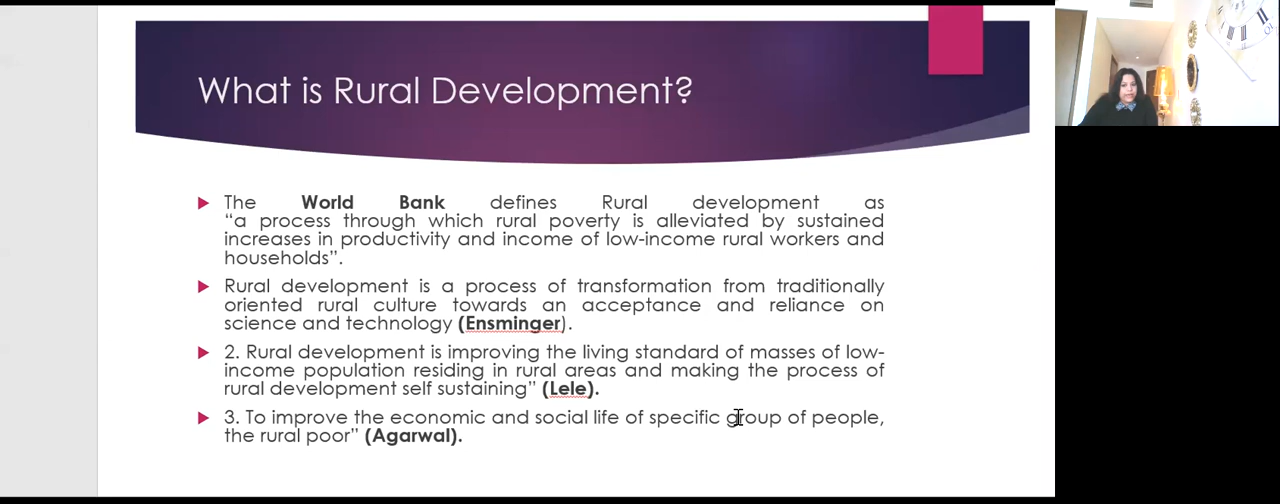 What is Rural Development?
The World Bank defines Rural development as
“a process through which rural poverty is alleviated by sustained
increases in productivity and income of low-income rural workers and
households”.
Rural development is a process of transformation from traditionally
oriented rural culture towards an acceptance and reliance on
science and technology (Ensminger).
2. Rural development is improving the living standard of masses of low-
income population residing in rural areas and making the process of
rural development self sustaining” (Lele).
3. To improve the economic and social life of specific group of people,
the rural poor” (Agarwal).